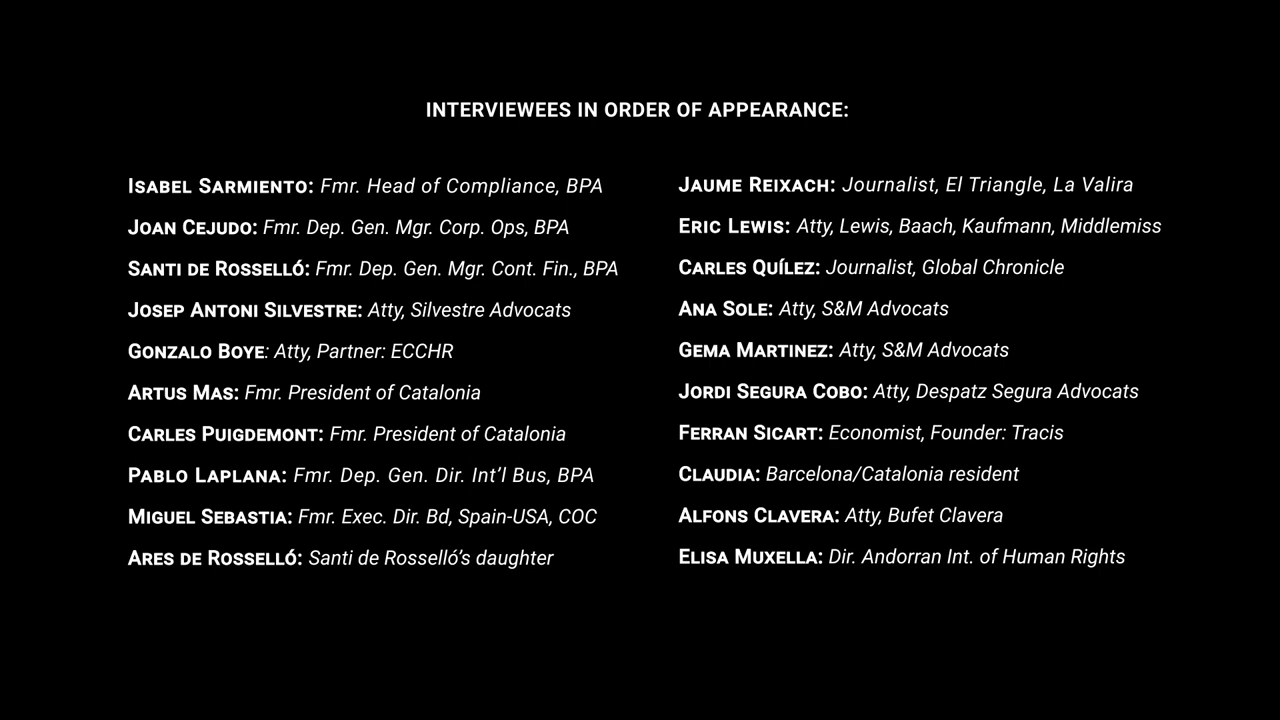 INTERVIEWEES IN ORDER OF APPEARANCE:
ISABEL SARMIENTO: Fmr. Head of Compliance, BPA
JOAN CEJUDO: Fmr. Dep. Gen. Mgr. Corp. Ops, BPA
SANTI DE ROSSELLÓ: Fmr. Dep. Gen. Mgr. Cont. Fin., BPA
JOSEP ANTONI SILVESTRE: Atty, Silvestre Advocats
GONZALO BOYE: Atty, Partner: ECCHR
ARTUS MAS: Fmr. President of Catalonia
CARLES PUIGDEMONT: Fmr. President of Catalonia
PABLO LAPLANA: Fmr. Dep. Gen. Dir. Int'l Bus, BPA
MIGUEL SEBASTIA: Fmr. Exec. Dir. Bd, Spain-USA, COC
ARES DE ROSSELLÓ: Santi de Rosselló's daughter
JAUME REIXACH: Journalist, El Triangle, La Valira
ERIC LEWIS: Atty, Lewis, Baach, Kaufmann, Middlemiss
CARLES QUÍLEZ: Journalist, Global Chronicle
ANA SOLE: Atty, S&M Advocats
GEMA MARTINEZ: Atty, S&M Advocats
JORDI SEGURA COBO: Atty, Despatz Segura Advocats
FERRAN SICART: Economist, Founder: Tracis
CLAUDIA: Barcelona/Catalonia resident
ALFONS CLAVERA: Atty, Bufet Clavera
ELISA MUXELLA: Dir. Andorran Int. of Human Rights